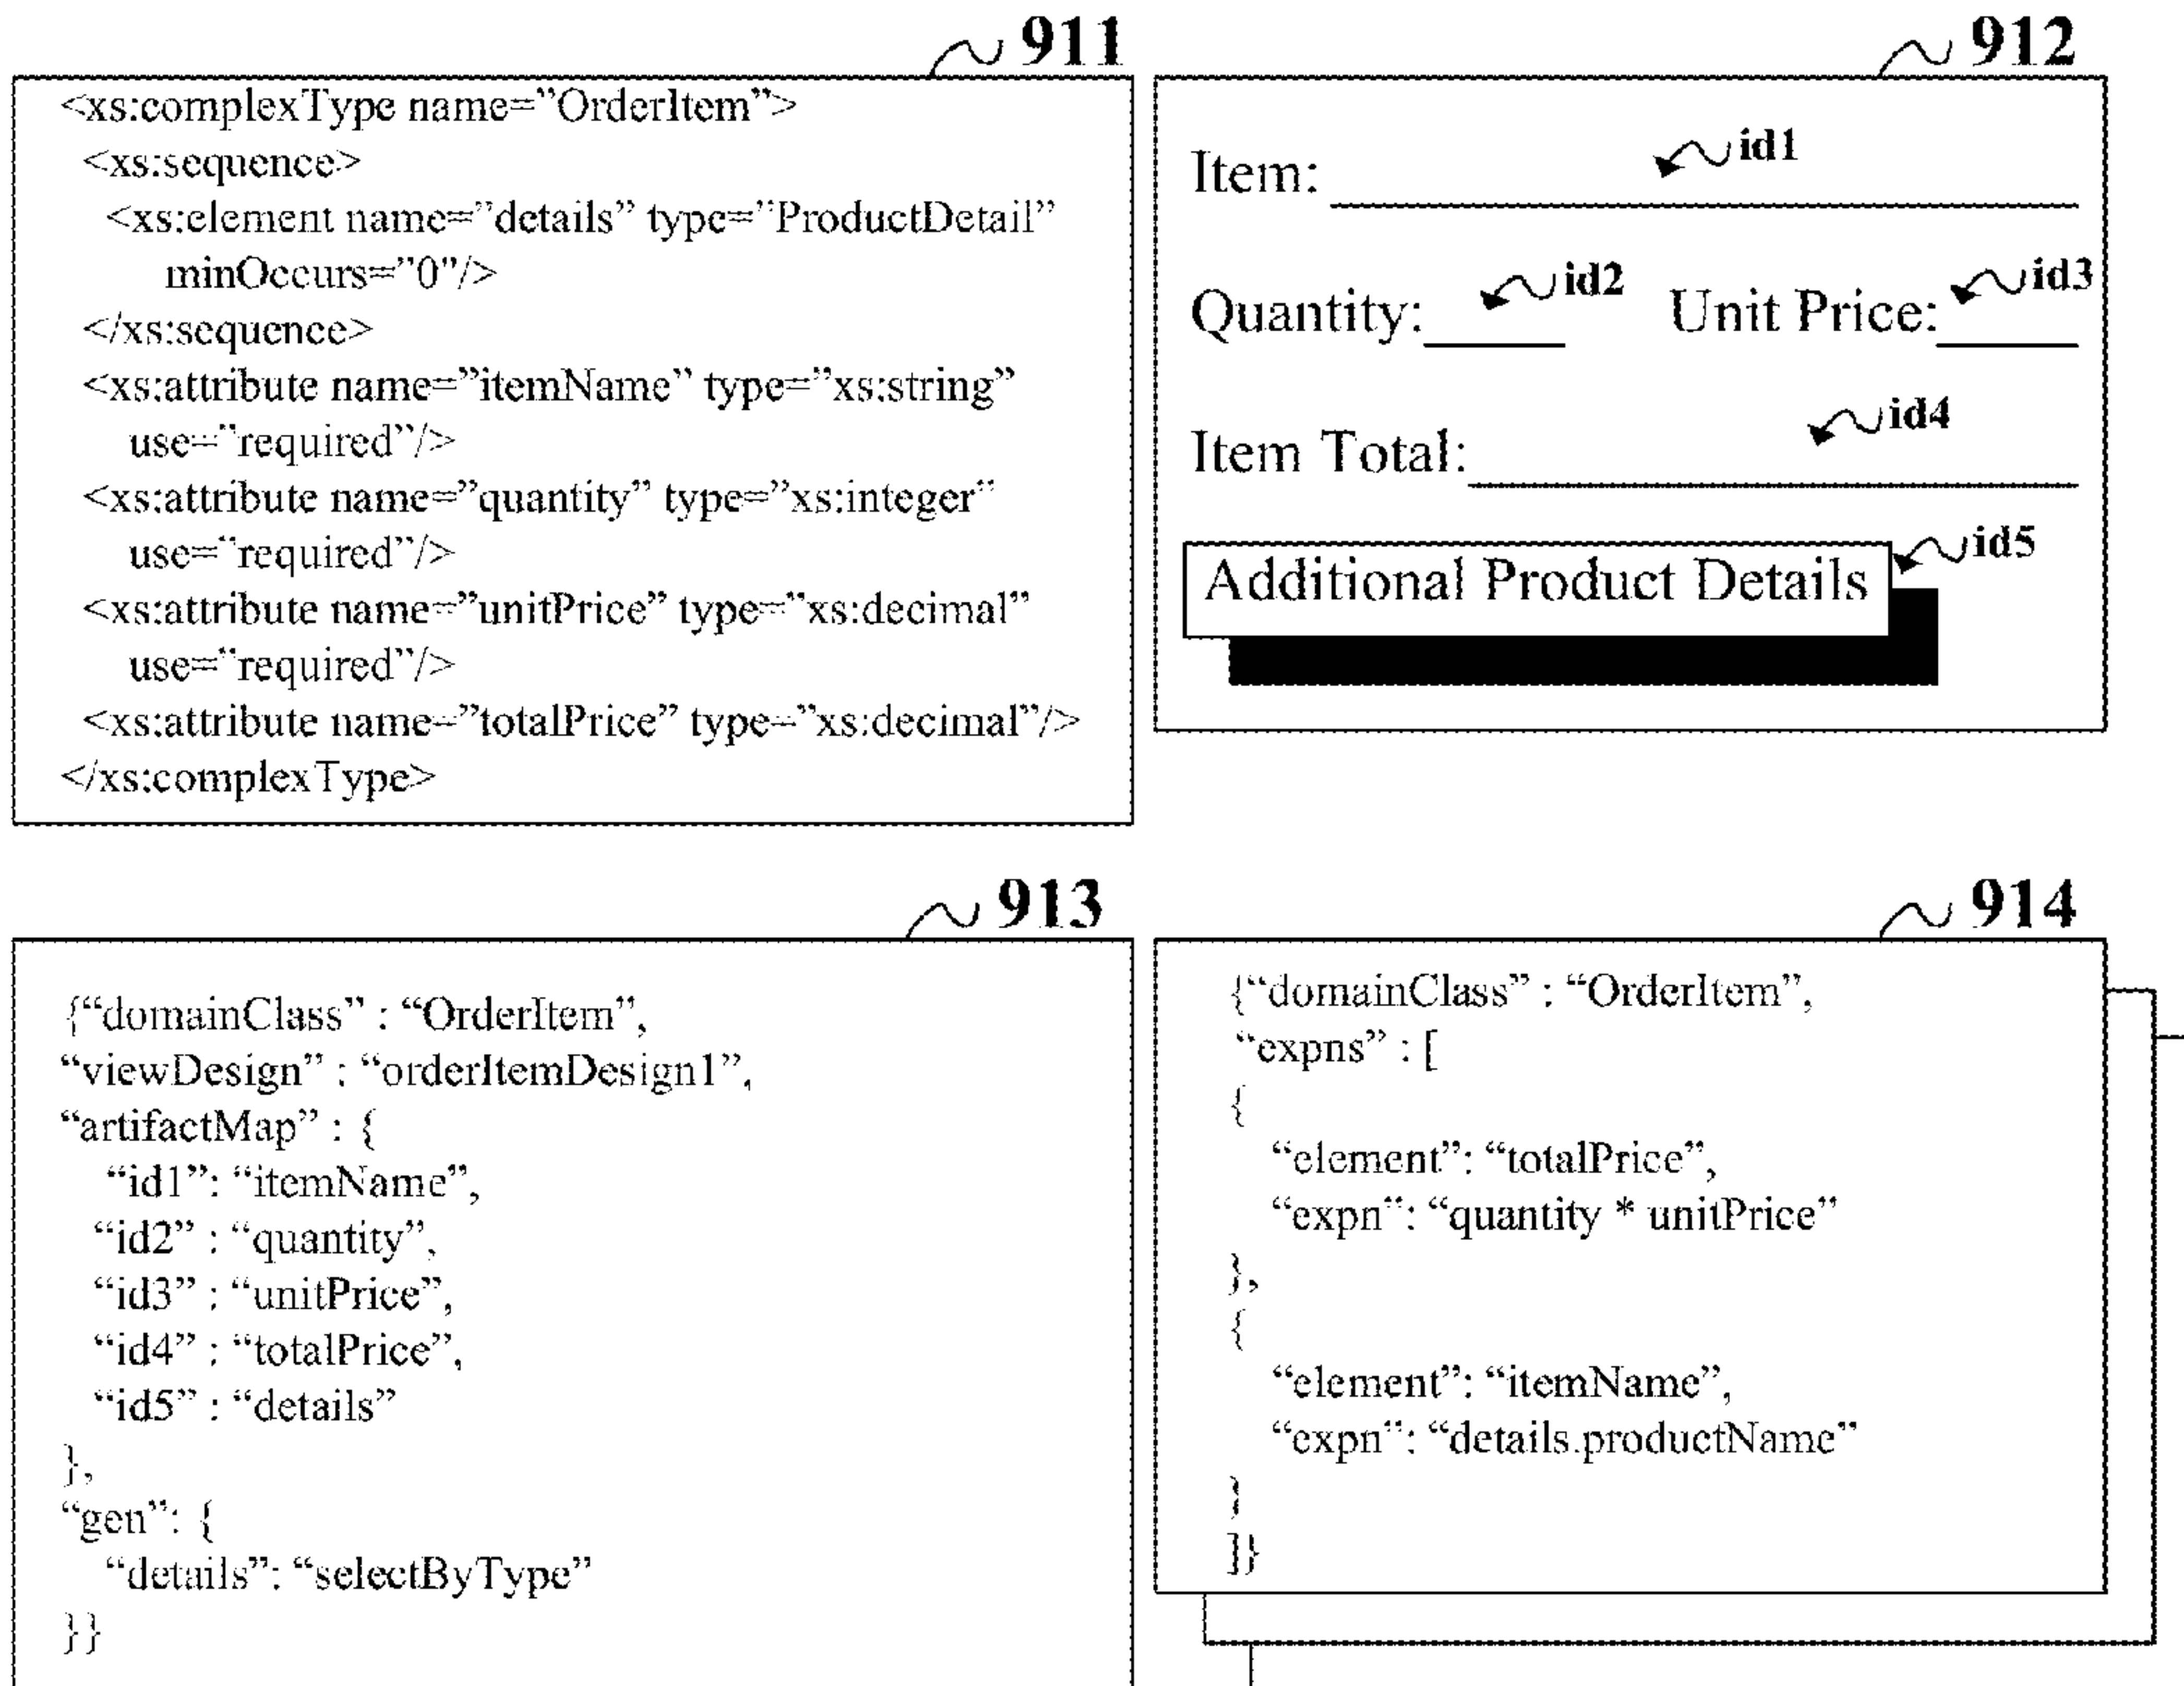 911
<xs:complexType name=”OrderItem”>
<xs:sequence>
<xs:element name=”details” type=”ProductDetail”
minOccurs=”0”/>
</xs:sequence>
<xs:attribute name=”itemName” type=”xs:string”
use=”required”/>
<xs:attribute name=”quantity” type=”xs:integer”
use=”required”/>
<xs:attribute name=”unitPrice” type=”xs:decimal”
use=”required”/>
<xs:attribute name=”totalPrice” type=”xs:decimal”/>
</xs:complexType>
912
Item: id1
Quantity: id2 Unit Price: id3
Item Total: id4
Additional Product Details id5
913
{“domainClass” : “OrderItem”,
“viewDesign” : “orderItemDesign1”,
“artifactMap” : {
“id1”: “itemName”,
“id2” : “quantity”,
“id3” : “unitPrice”,
“id4” : “totalPrice”,
“id5” : “details”
},
“gen”: {
“details”: “selectByType”
}}
914
{“domainClass” : “OrderItem”,
“expns” : [
{
“element”: “totalPrice”,
“expn”: “quantity * unitPrice”
},
{
“element”: “itemName”,
“expn”: “details.productName”
}
]}